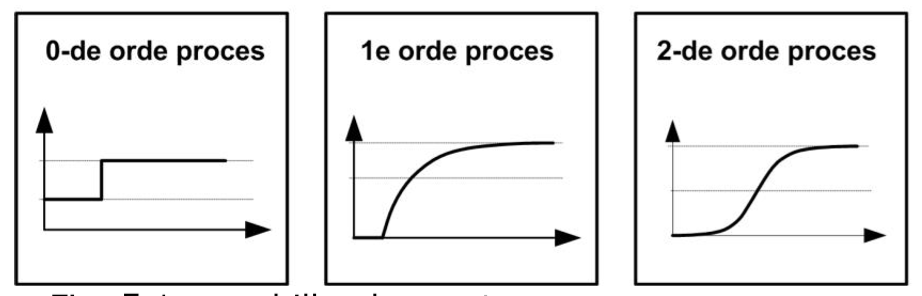 0-de orde proces
1e orde proces
2-de orde proces